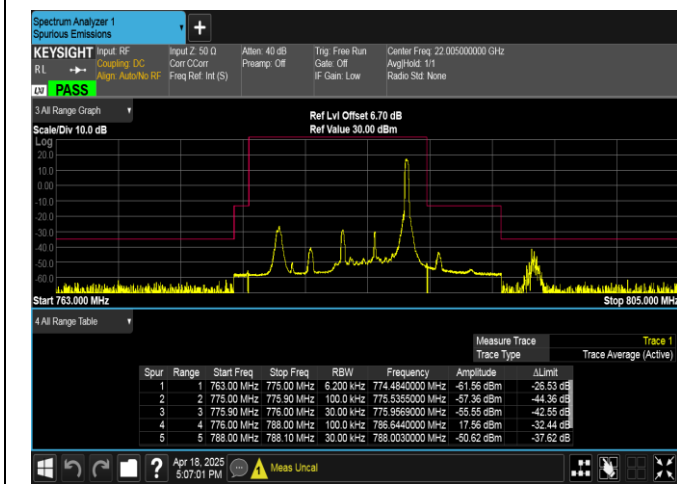 Spectrum Analyzer 1
Spurious Emissions
+
KEYSIGHT Input: RF Input Z: 50 Ω Atten: 40 dB Trig: Free Run Center Freq: 22.005000000 GHz
RL Coupling: DC Corr CCorr Preamp: Off Gate: Off Avg|Hold: 1/1
Align: Auto/No RF Freq Ref: Int (S) IF Gain: Low Radio Std: None
LXI PASS
3 All Range Graph
Ref Lvl Offset 6.70 dB
Scale/Div 10.0 dB Ref Value 30.00 dBm
Log
20.0
10.0
0.00
-10.0
-20.0
-30.0
-40.0
-50.0
-60.0
Start 763.000 MHz Stop 805.000 MHz
4 All Range Table
Measure Trace Trace 1
Trace Type Trace Average (Active)
Spur Range Start Freq Stop Freq RBW Frequency Amplitude ΔLimit
1 1 763.00 MHz 775.00 MHz 6.200 kHz 774.4840000 MHz -61.56 dBm -26.53 dB
2 2 775.00 MHz 775.90 MHz 100.0 kHz 775.5355000 MHz -57.36 dBm -44.36 dB
3 3 775.90 MHz 776.00 MHz 30.00 kHz 775.9569000 MHz -55.55 dBm -42.55 dB
4 4 776.00 MHz 788.00 MHz 100.0 kHz 786.6440000 MHz 17.56 dBm -32.44 dB
5 5 788.00 MHz 788.10 MHz 30.00 kHz 788.0030000 MHz -50.62 dBm -37.62 dB
? Apr 18, 2025
5:07:01 PM
Meas Uncal